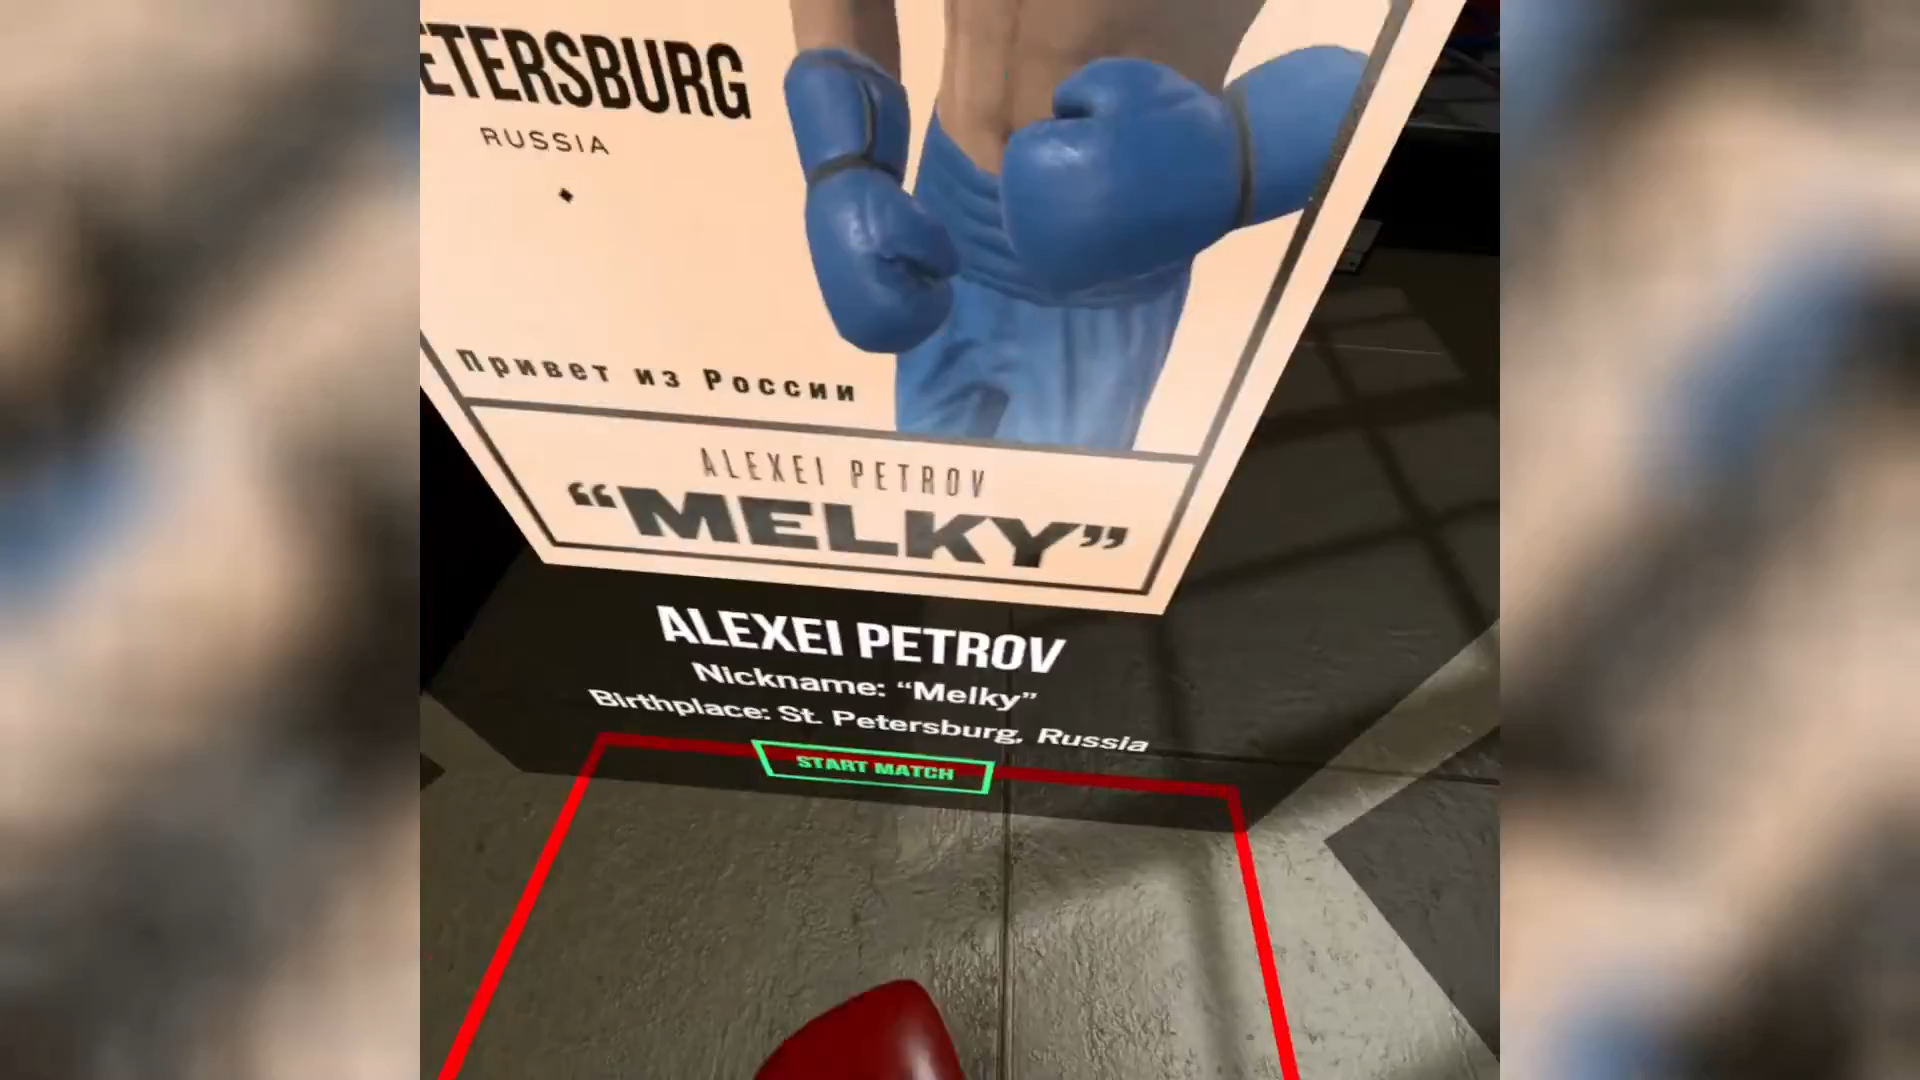 ETERSBURG
RUSSIA
Привет из России
ALEXEI PETROV
“MELKY”
ALEXEI PETROV
Nickname: “Melky”
Birthplace: St. Petersburg, Russia
START MATCH